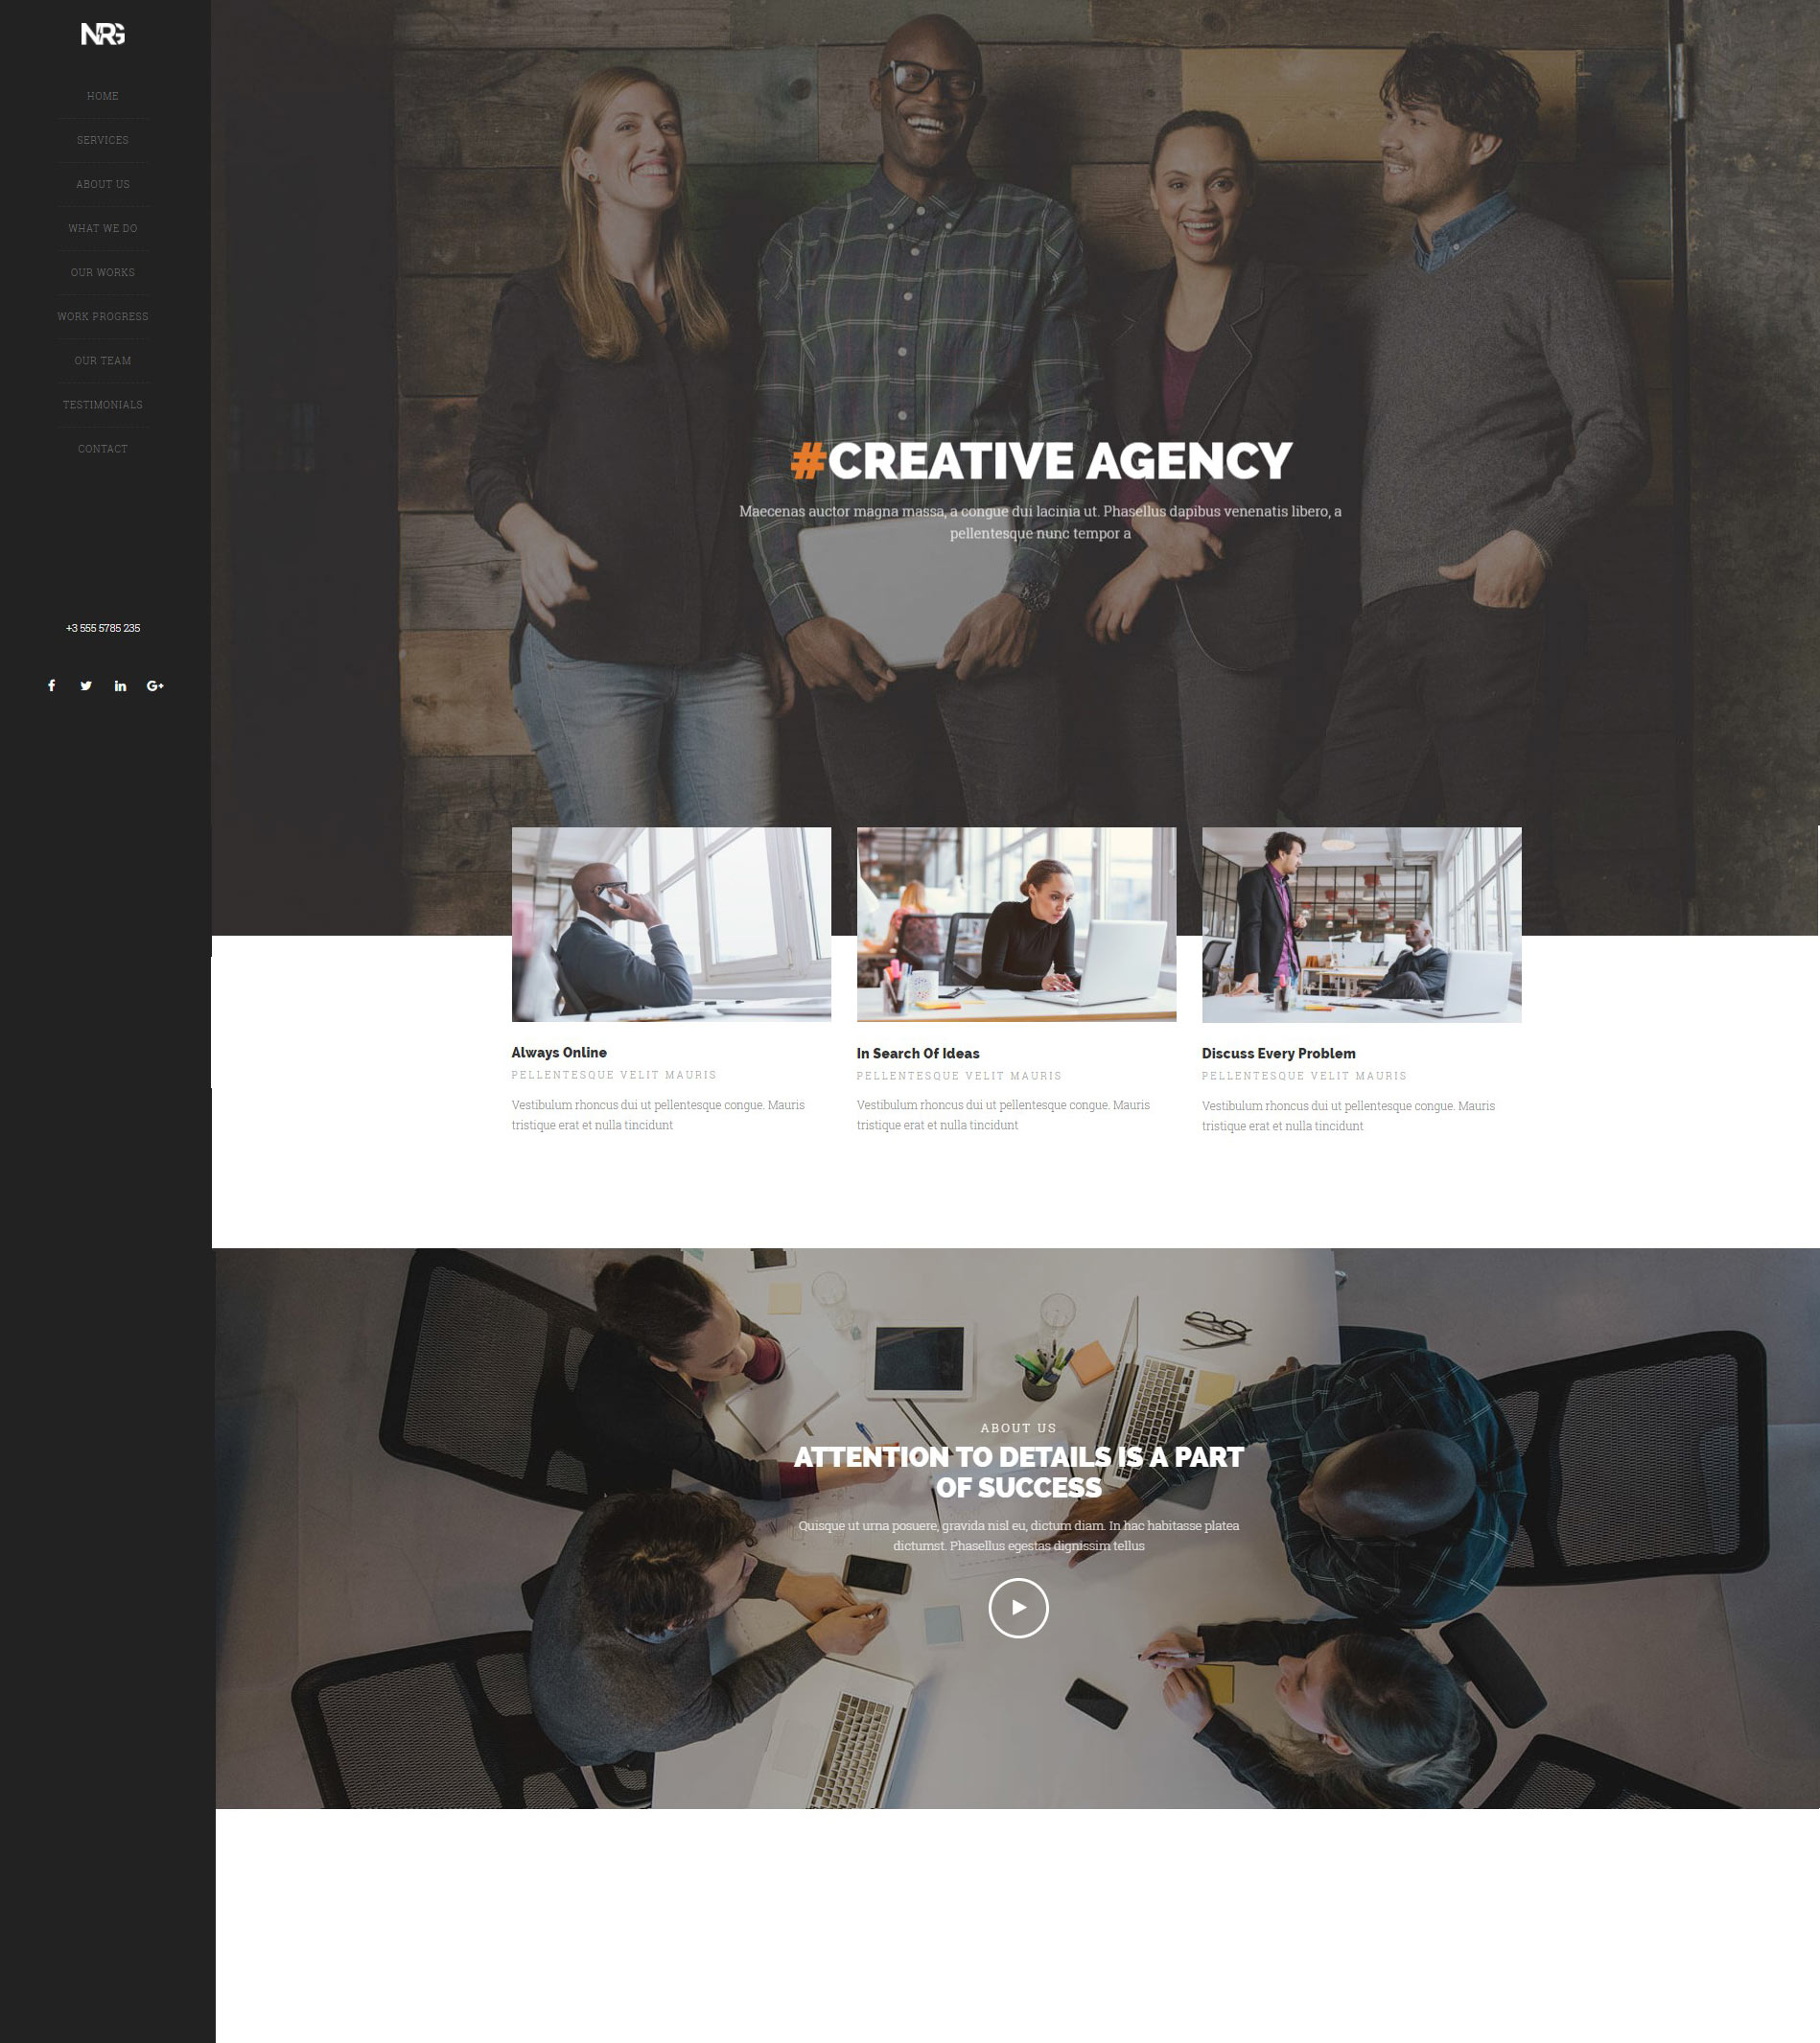 NRG
HOME
SERVICES
ABOUT US
WHAT WE DO
OUR WORKS
WORK PROGRESS
OUR TEAM
TESTIMONIALS
CONTACT
+3 555 5785 235
f in G+
#CREATIVE AGENCY
Maecenas auctor magna massa, a congue dui lacinia ut. Phasellus dapibus venenatis libero, a
pellentesque nunc tempor a
Always Online
PELLENTESQUE VELIT MAURIS
Vestibulum rhoncus dui ut pellentesque congue. Mauris
tristique erat et nulla tincidunt
In Search Of Ideas
PELLENTESQUE VELIT MAURIS
Vestibulum rhoncus dui ut pellentesque congue. Mauris
tristique erat et nulla tincidunt
Discuss Every Problem
PELLENTESQUE VELIT MAURIS
Vestibulum rhoncus dui ut pellentesque congue. Mauris
tristique erat et nulla tincidunt
ABOUT US
ATTENTION TO DETAILS IS A PART
OF SUCCESS
Quisque ut urna posuere, gravida nisl eu, dictum diam. In hac habitasse platea
dictumst. Phasellus egestas dignissim tellus